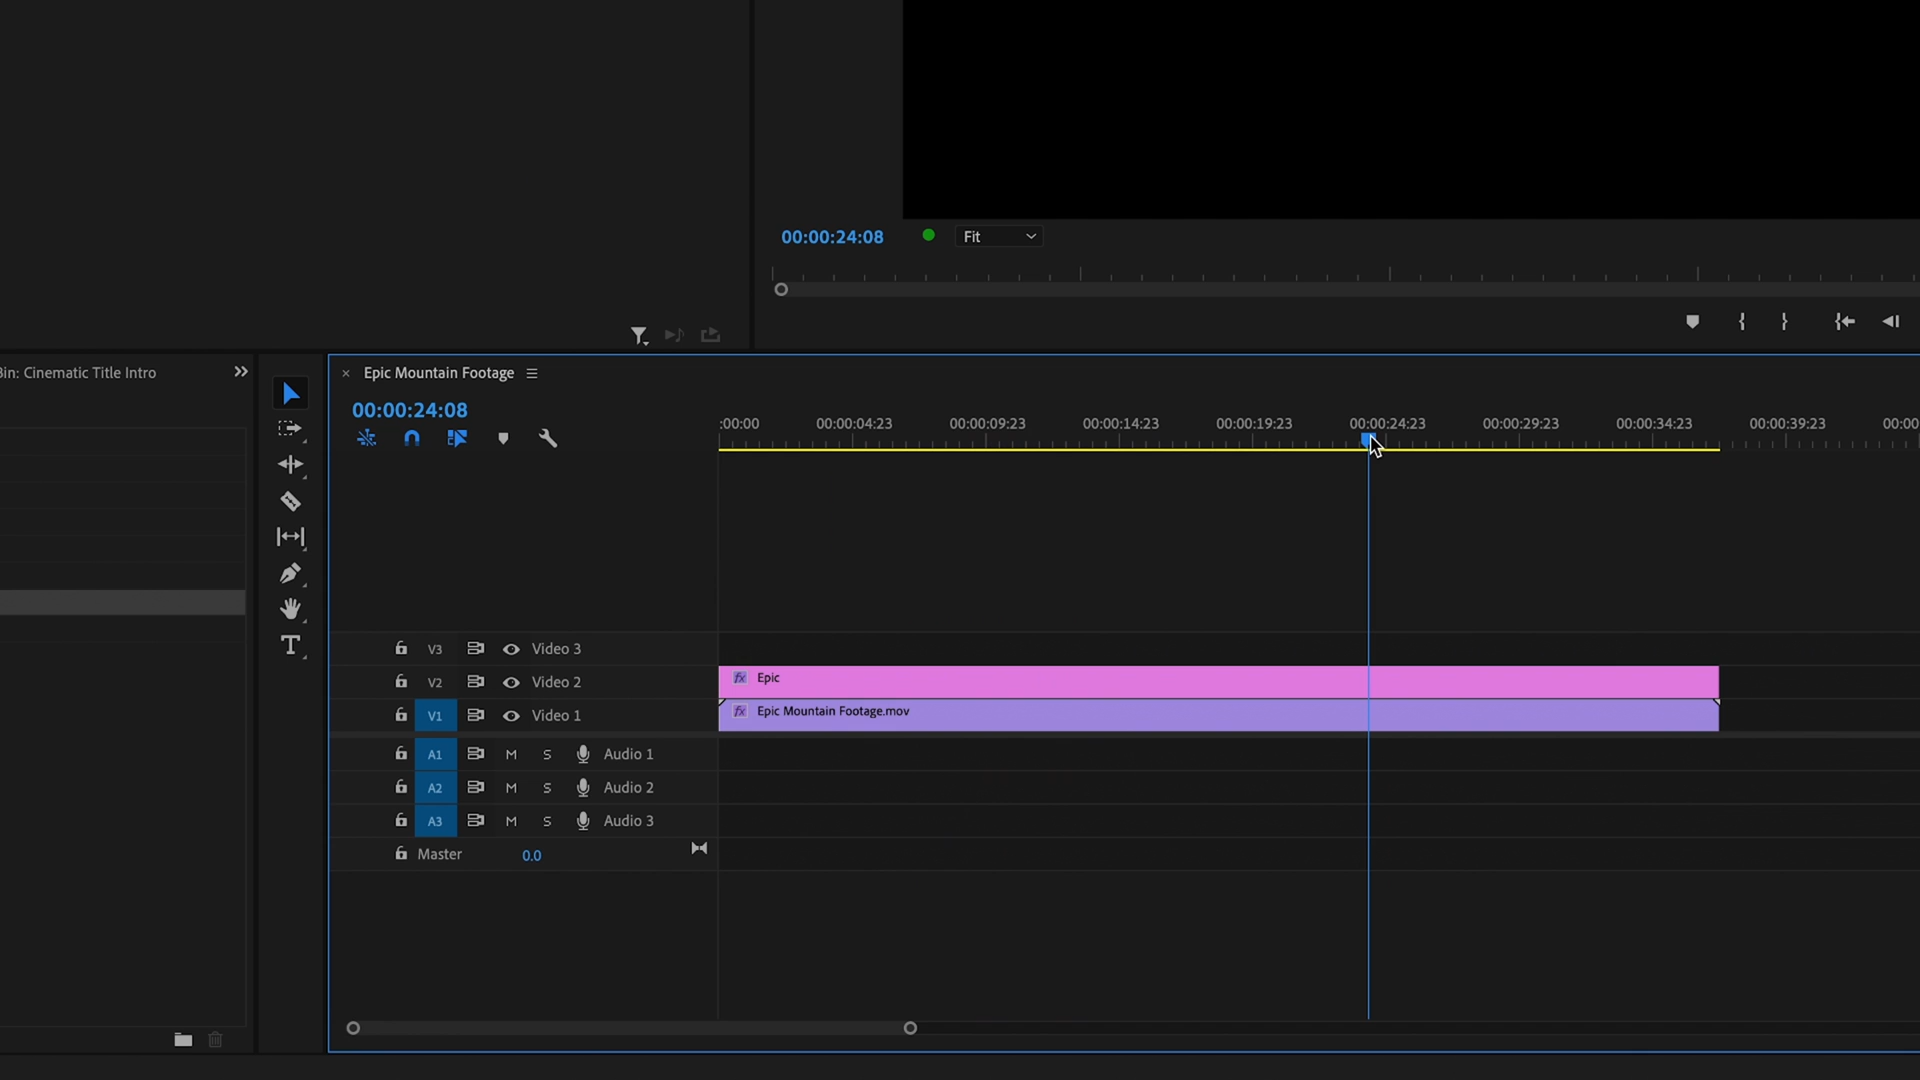 00:00:24:08
Fit
Bin: Cinematic Title Intro
Epic Mountain Footage
00:00:24:08
:00:00
00:00:04:23
00:00:09:23
00:00:14:23
00:00:19:23
00:00:24:23
00:00:29:23
00:00:34:23
00:00:39:23
00:00
V3 Video 3
V2 Video 2
fx Epic
V1 Video 1
fx Epic Mountain Footage.mov
A1 M S Audio 1
A2 M S Audio 2
A3 M S Audio 3
Master 0.0